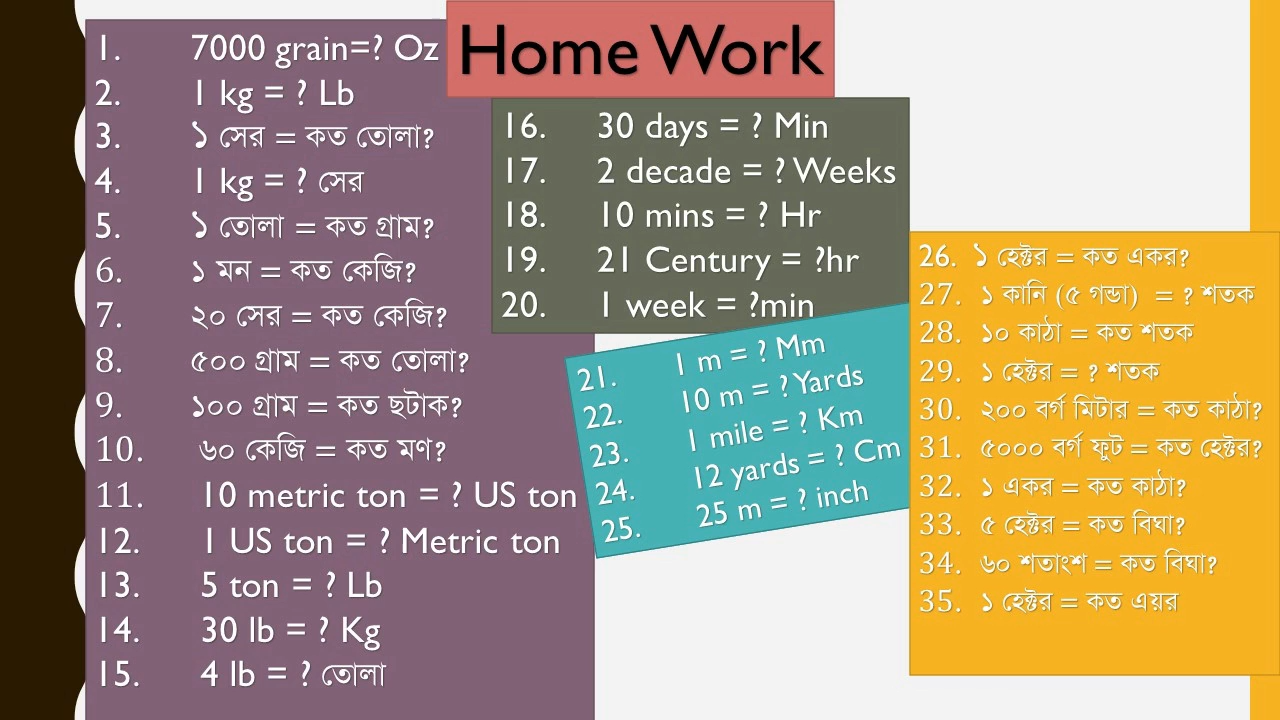 Home Work
1. 7000 grain=? Oz
2. 1 kg = ? Lb
3. ১ সের = কত তোলা?
4. 1 kg = ? সের
5. ১ তোলা = কত গ্রাম?
6. ১ মন = কত কেজি?
7. ২০ সের = কত কেজি?
8. ৫০০ গ্রাম = কত তোলা?
9. ১০০ গ্রাম = কত ছটাক?
10. ৬০ কেজি = কত মণ?
11. 10 metric ton = ? US ton
12. 1 US ton = ? Metric ton
13. 5 ton = ? Lb
14. 30 lb = ? Kg
15. 4 lb = ? তোলা
16. 30 days = ? Min
17. 2 decade = ? Weeks
18. 10 mins = ? Hr
19. 21 Century = ?hr
20. 1 week = ?min
21. 1 m = ? Mm
22. 10 m = ? Yards
23. 1 mile = ? Km
24. 12 yards = ? Cm
25. 25 m = ? inch
26. ১ হেক্টর = কত একর?
27. ১ কানি (৫ গন্ডা) = ? শতক
28. ১০ কাঠা = কত শতক
29. ১ হেক্টর = ? শতক
30. ২০০ বর্গ মিটার = কত কাঠা?
31. ৫০০০ বর্গ ফুট = কত হেক্টর?
32. ১ একর = কত কাঠা?
33. ৫ হেক্টর = কত বিঘা?
34. ৬০ শতাংশ = কত বিঘা?
35. ১ হেক্টর = কত এয়র